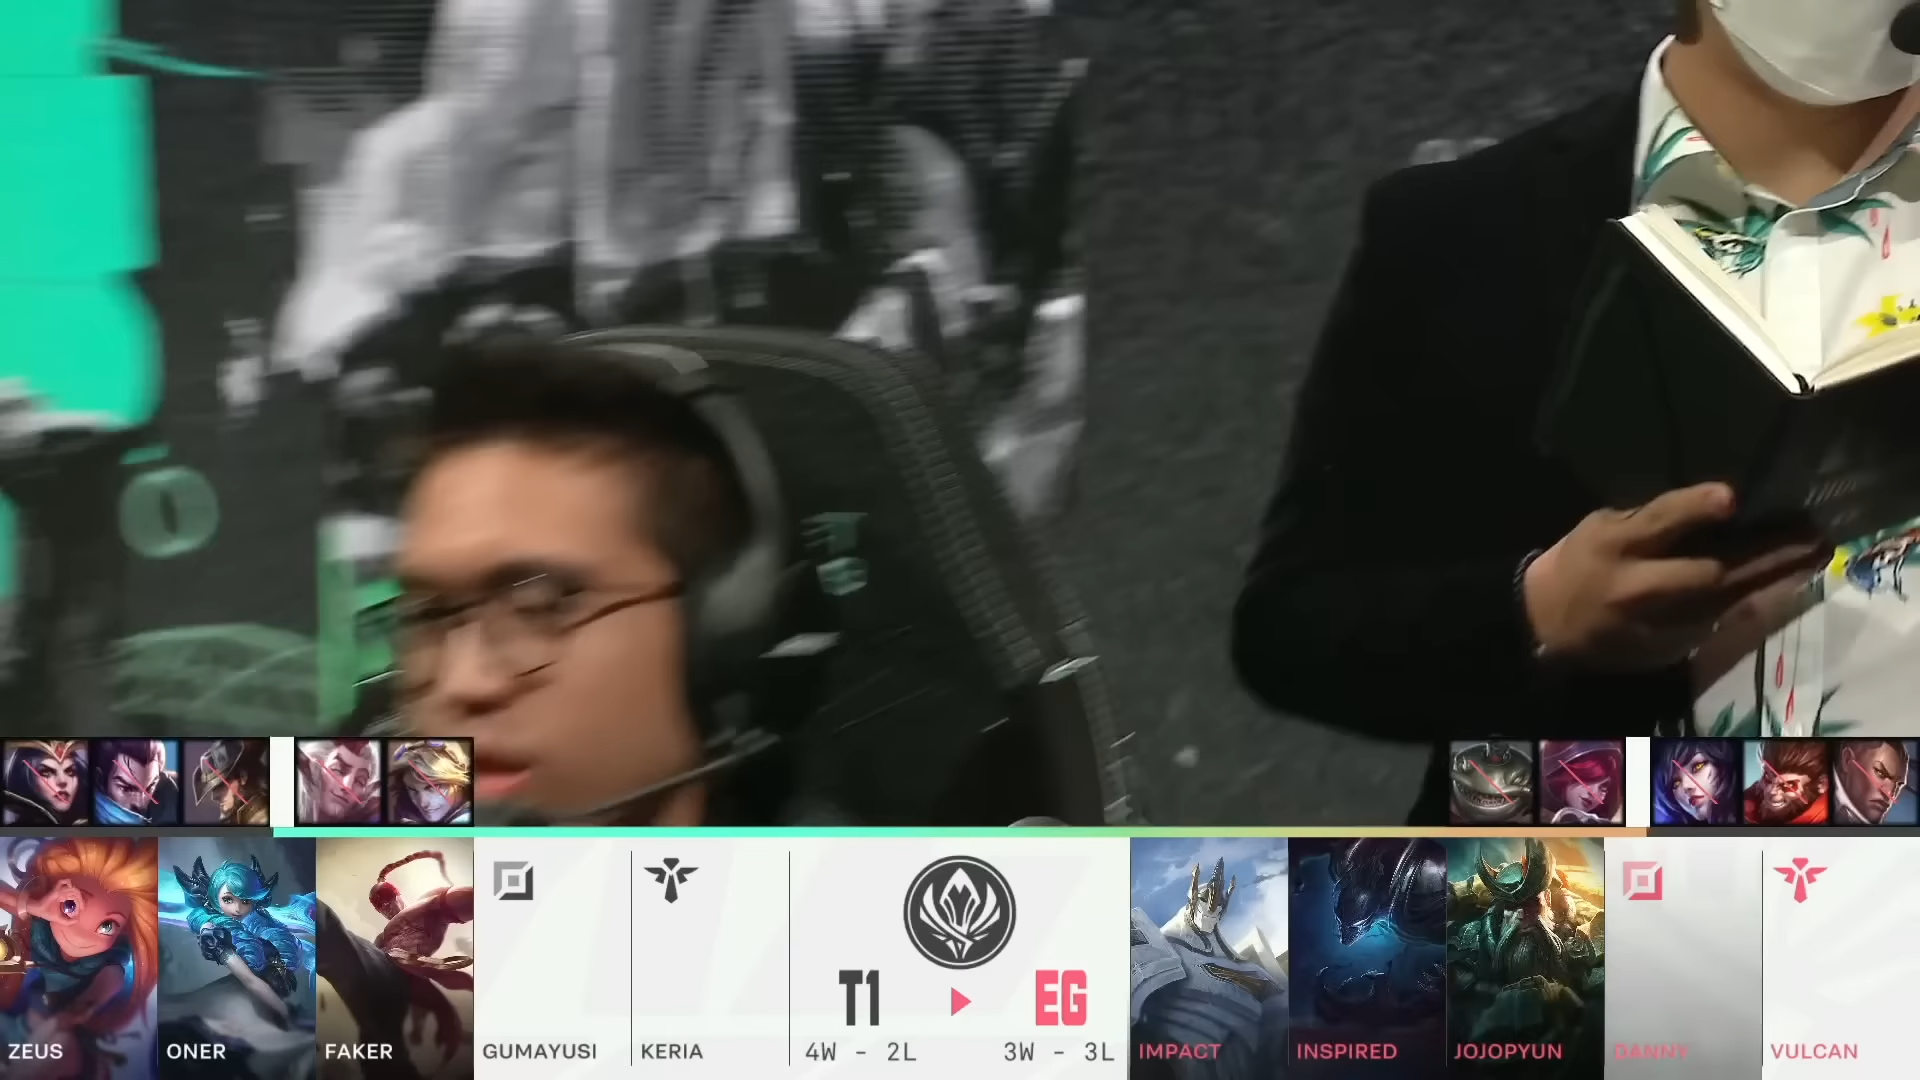 ZEUS
ONER
FAKER
GUMAYUSI
KERIA
T1
EG
4W - 2L
3W - 3L
IMPACT
INSPIRED
JOJOPYUN
DANNY
VULCAN